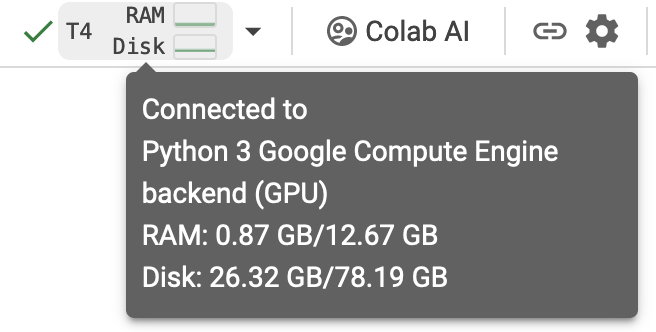 T4
RAM
Disk
Colab AI
Connected to
Python 3 Google Compute Engine
backend (GPU)
RAM: 0.87 GB/12.67 GB
Disk: 26.32 GB/78.19 GB